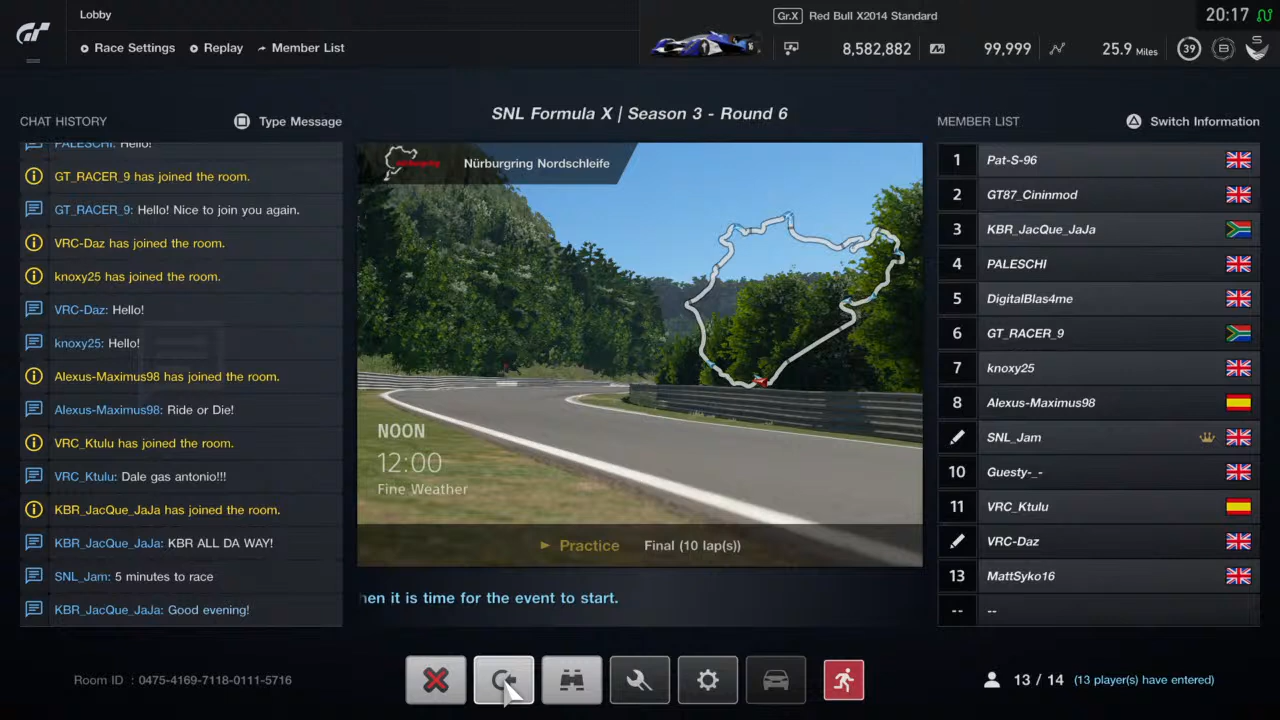 Lobby
Race Settings
Replay
Member List
Gr.X
Red Bull X2014 Standard
8,582,882
99,999
25.9 Miles
39
B
S
20:17
CHAT HISTORY
Type Message
PALESCHI: Hello!
GT_RACER_9 has joined the room.
GT_RACER_9: Hello! Nice to join you again.
VRC-Daz has joined the room.
knoxy25 has joined the room.
VRC-Daz: Hello!
knoxy25: Hello!
Alexus-Maximus98 has joined the room.
Alexus-Maximus98: Ride or Die!
VRC_Ktulu has joined the room.
VRC_Ktulu: Dale gas antonio!!!
KBR_JacQue_JaJa has joined the room.
KBR_JacQue_JaJa: KBR ALL DA WAY!
SNL_Jam: 5 minutes to race
KBR_JacQue_JaJa: Good evening!
SNL Formula X | Season 3 - Round 6
Nürburgring Nordschleife
NOON
12:00
Fine Weather
Practice
Final (10 lap(s))
hen it is time for the event to start.
MEMBER LIST
Switch Information
1 Pat-S-96
2 GT87_Cininmod
3 KBR_JacQue_JaJa
4 PALESCHI
5 DigitalBlas4me
6 GT_RACER_9
7 knoxy25
8 Alexus-Maximus98
SNL_Jam
10 Guesty-_-
11 VRC_Ktulu
VRC-Daz
13 MattSyko16
-- --
Room ID : 0475-4169-7118-0111-5716
13 / 14 (13 player(s) have entered)